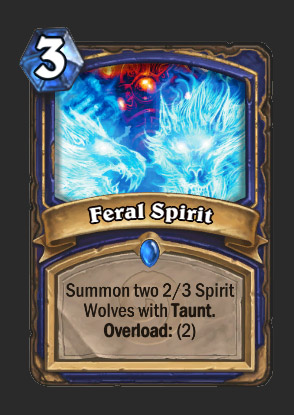 3
Feral Spirit
Summon two 2/3 Spirit
Wolves with Taunt.
Overload: (2)